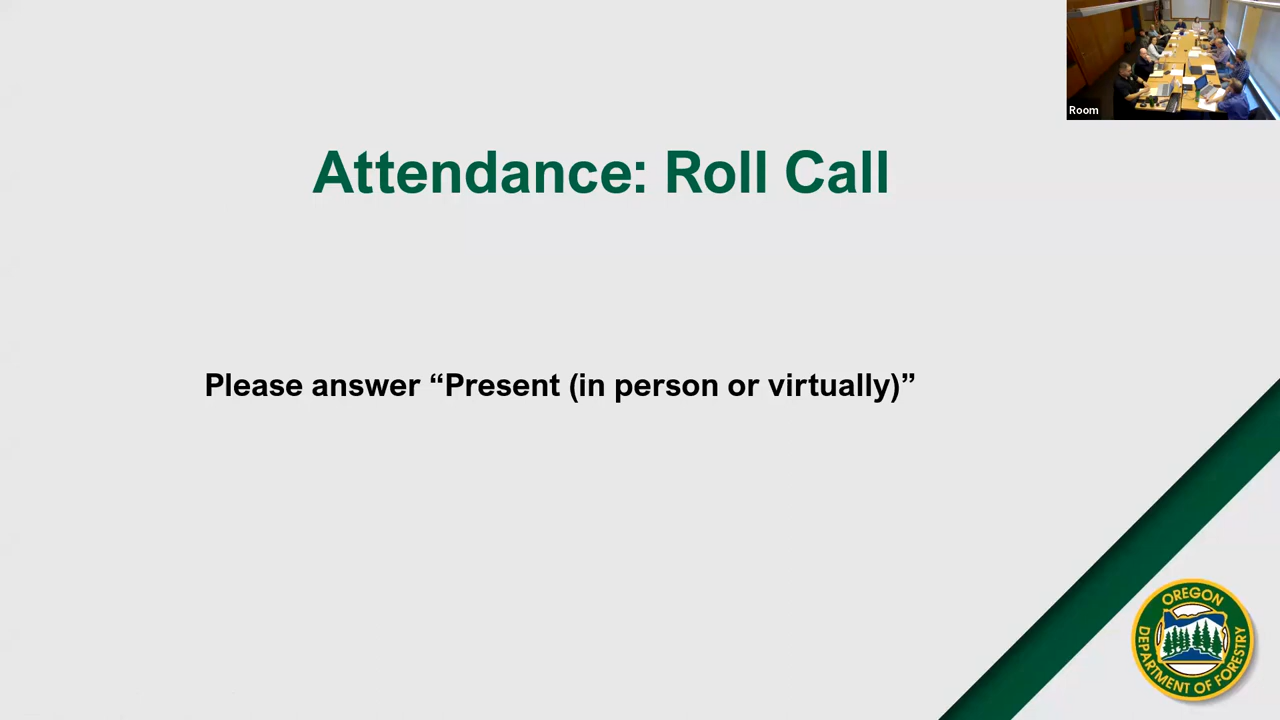 Room
Attendance: Roll Call
Please answer “Present (in person or virtually)”
OREGON
DEPARTMENT OF FORESTRY